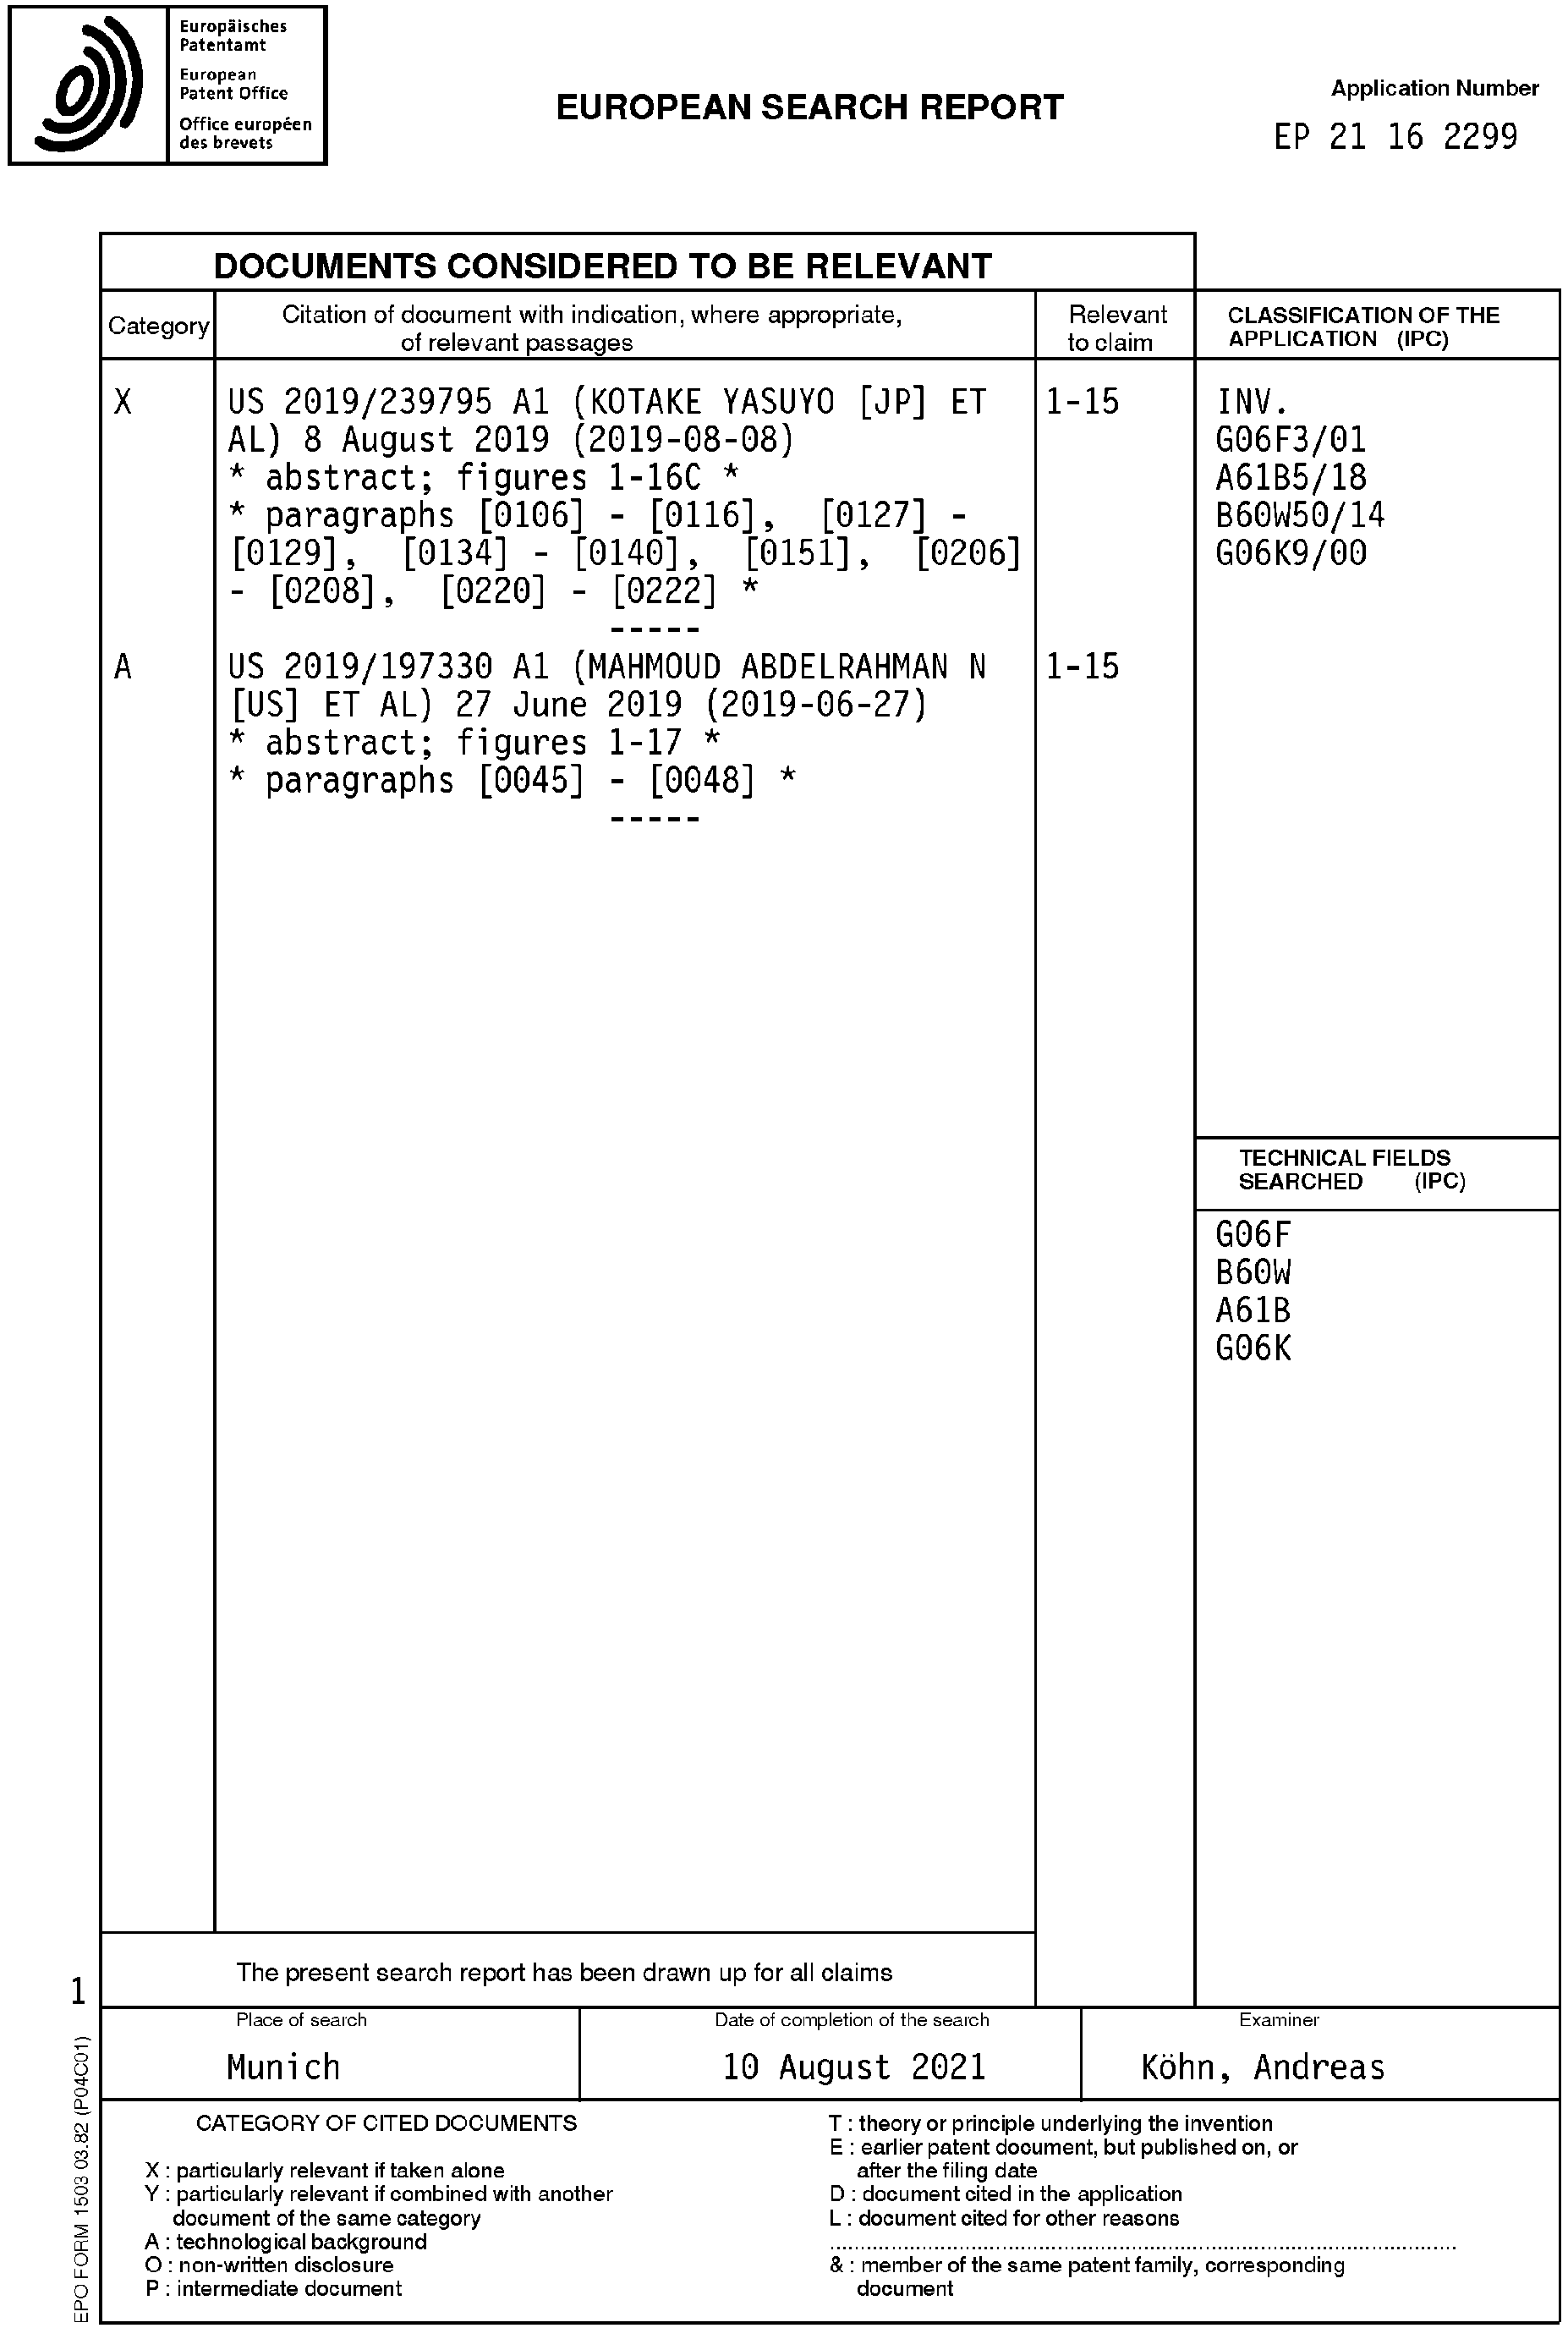 Europäisches
Patentamt
European
Patent Office
Office européen
des brevets
EUROPEAN SEARCH REPORT
Application Number
EP 21 16 2299
DOCUMENTS CONSIDERED TO BE RELEVANT
Category
Citation of document with indication, where appropriate,
of relevant passages
Relevant
to claim
CLASSIFICATION OF THE
APPLICATION (IPC)
X
US 2019/239795 A1 (KOTAKE YASUYO [JP] ET
AL) 8 August 2019 (2019-08-08)
* abstract; figures 1-16C *
* paragraphs [0106] - [0116], [0127] -
[0129], [0134] - [0140], [0151], [0206]
- [0208], [0220] - [0222] *
-----
1-15
A
US 2019/197330 A1 (MAHMOUD ABDELRAHMAN N
[US] ET AL) 27 June 2019 (2019-06-27)
* abstract; figures 1-17 *
* paragraphs [0045] - [0048] *
-----
1-15
INV.
G06F3/01
A61B5/18
B60W50/14
G06K9/00
TECHNICAL FIELDS
SEARCHED (IPC)
G06F
B60W
A61B
G06K
The present search report has been drawn up for all claims
1
Place of search
Munich
Date of completion of the search
10 August 2021
Examiner
Köhn, Andreas
CATEGORY OF CITED DOCUMENTS
X : particularly relevant if taken alone
Y : particularly relevant if combined with another
document of the same category
A : technological background
O : non-written disclosure
P : intermediate document
T : theory or principle underlying the invention
E : earlier patent document, but published on, or
after the filing date
D : document cited in the application
L : document cited for other reasons
& : member of the same patent family, corresponding
document
EPO FORM 1503 03.82 (P04C01)